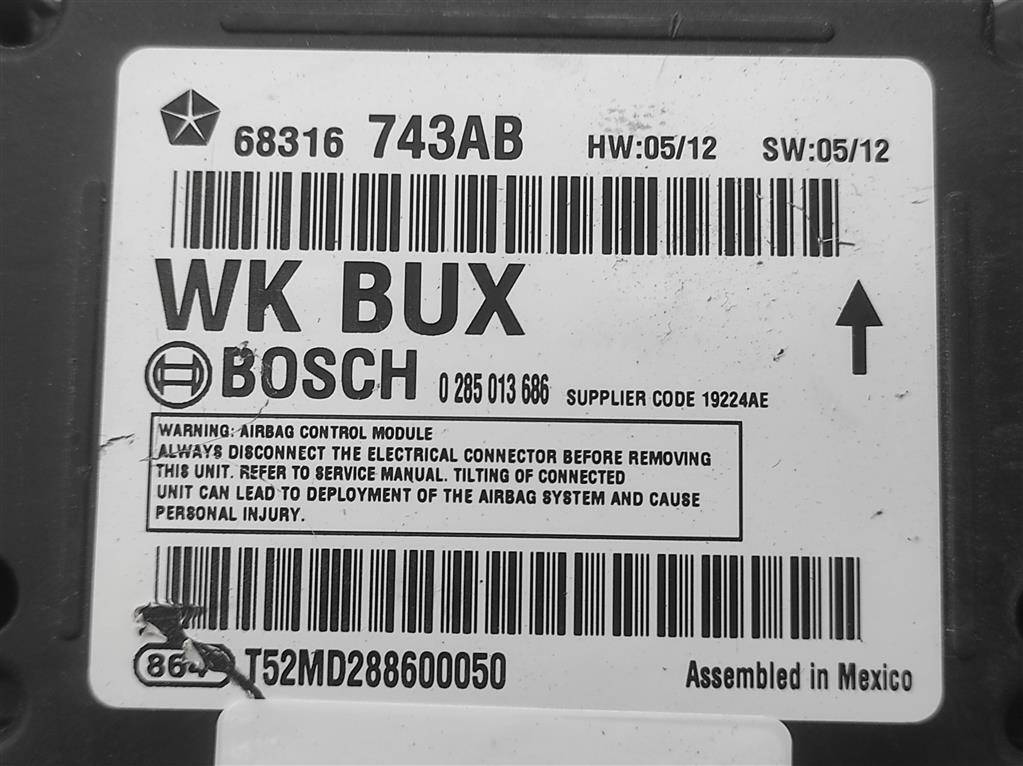 68316 743AB HW:05/12 SW:05/12
WK BUX
BOSCH 0 285 013 686 SUPPLIER CODE 19224AE
WARNING: AIRBAG CONTROL MODULE
ALWAYS DISCONNECT THE ELECTRICAL CONNECTOR BEFORE REMOVING
THIS UNIT. REFER TO SERVICE MANUAL. TILTING OF CONNECTED
UNIT CAN LEAD TO DEPLOYMENT OF THE AIRBAG SYSTEM AND CAUSE
PERSONAL INJURY.
864 T52MD288600050 Assembled in Mexico